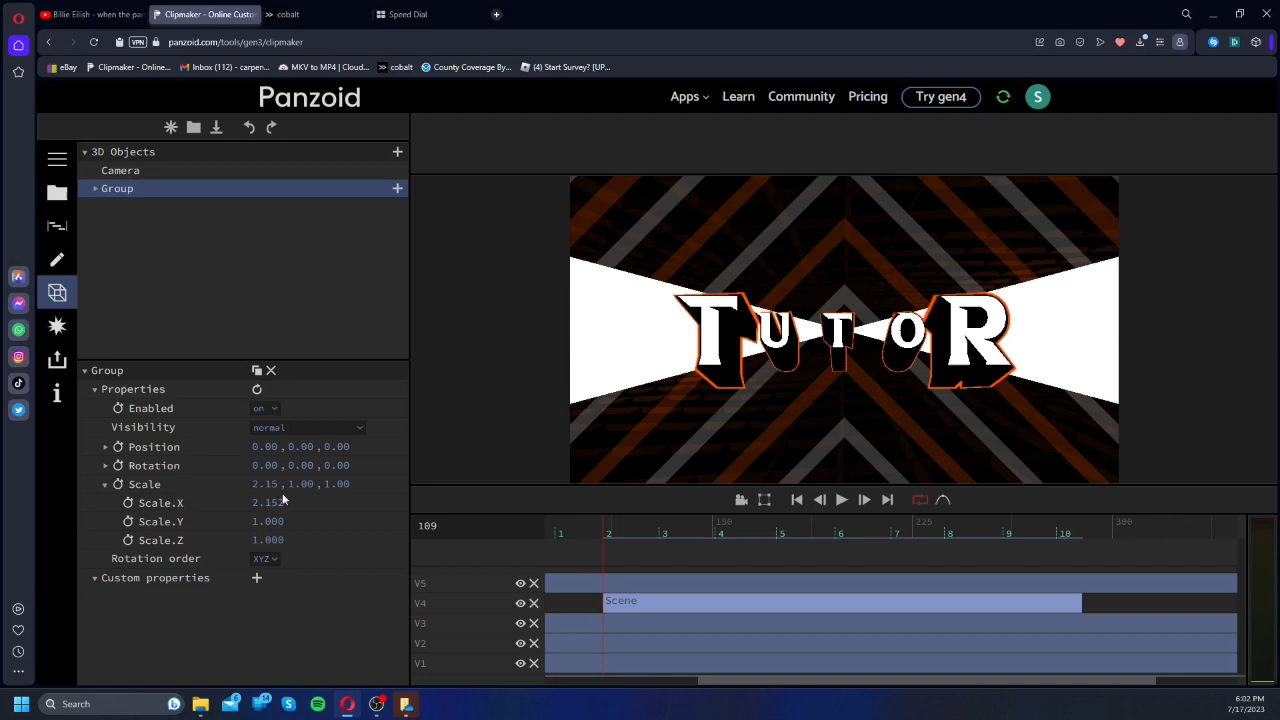 Billie Eilish - when the pa
Clipmaker - Online Custo
cobalt
Speed Dial
VPN
panzoid.com/tools/gen3/clipmaker
eBay
Clipmaker - Online...
Inbox (112) - carpen...
MKV to MP4 | Cloud...
cobalt
County Coverage By...
(4) Start Survey? [UP...
Panzoid
Apps
Learn
Community
Pricing
Try gen4
S
3D Objects
Camera
Group
TUTOR
Group
Properties
Enabled on
Visibility normal
Position 0.00 , 0.00 , 0.00
Rotation 0.00 , 0.00 , 0.00
Scale 2.15 , 1.00 , 1.00
Scale.X 2.152
Scale.Y 1.000
Scale.Z 1.000
Rotation order XYZ
Custom properties
109
150 225 300
1 2 3 4 5 6 7 8 9 10
V5
V4 Scene
V3
V2
V1
Search
6
14
6:02 PM
7/17/2023